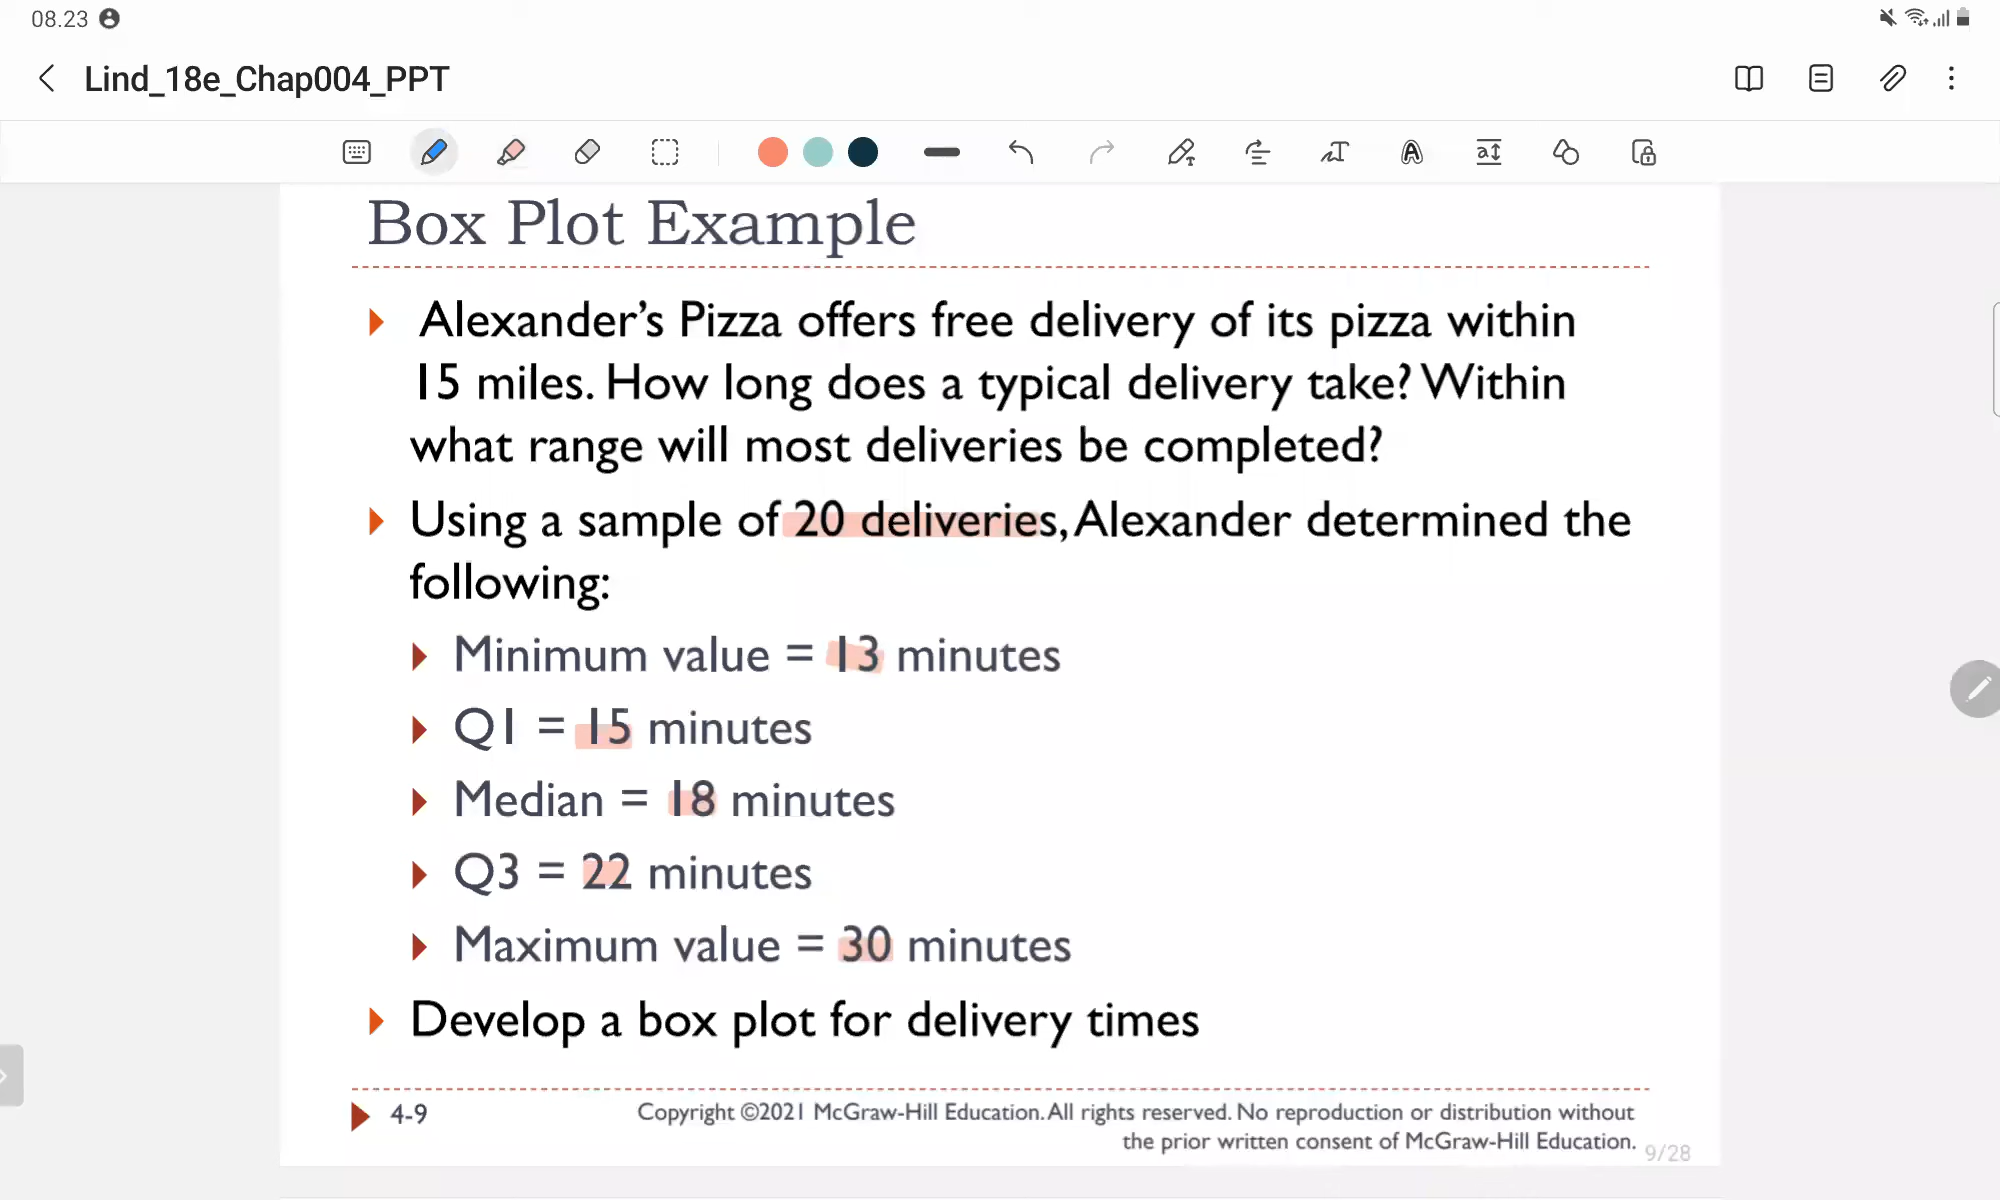 08.23
Lind_18e_Chap004_PPT
Box Plot Example
Alexander’s Pizza offers free delivery of its pizza within
15 miles. How long does a typical delivery take? Within
what range will most deliveries be completed?
Using a sample of 20 deliveries, Alexander determined the
following:
Minimum value = 13 minutes
Q1 = 15 minutes
Median = 18 minutes
Q3 = 22 minutes
Maximum value = 30 minutes
Develop a box plot for delivery times
4-9
Copyright ©2021 McGraw-Hill Education. All rights reserved. No reproduction or distribution without
the prior written consent of McGraw-Hill Education.
9/28